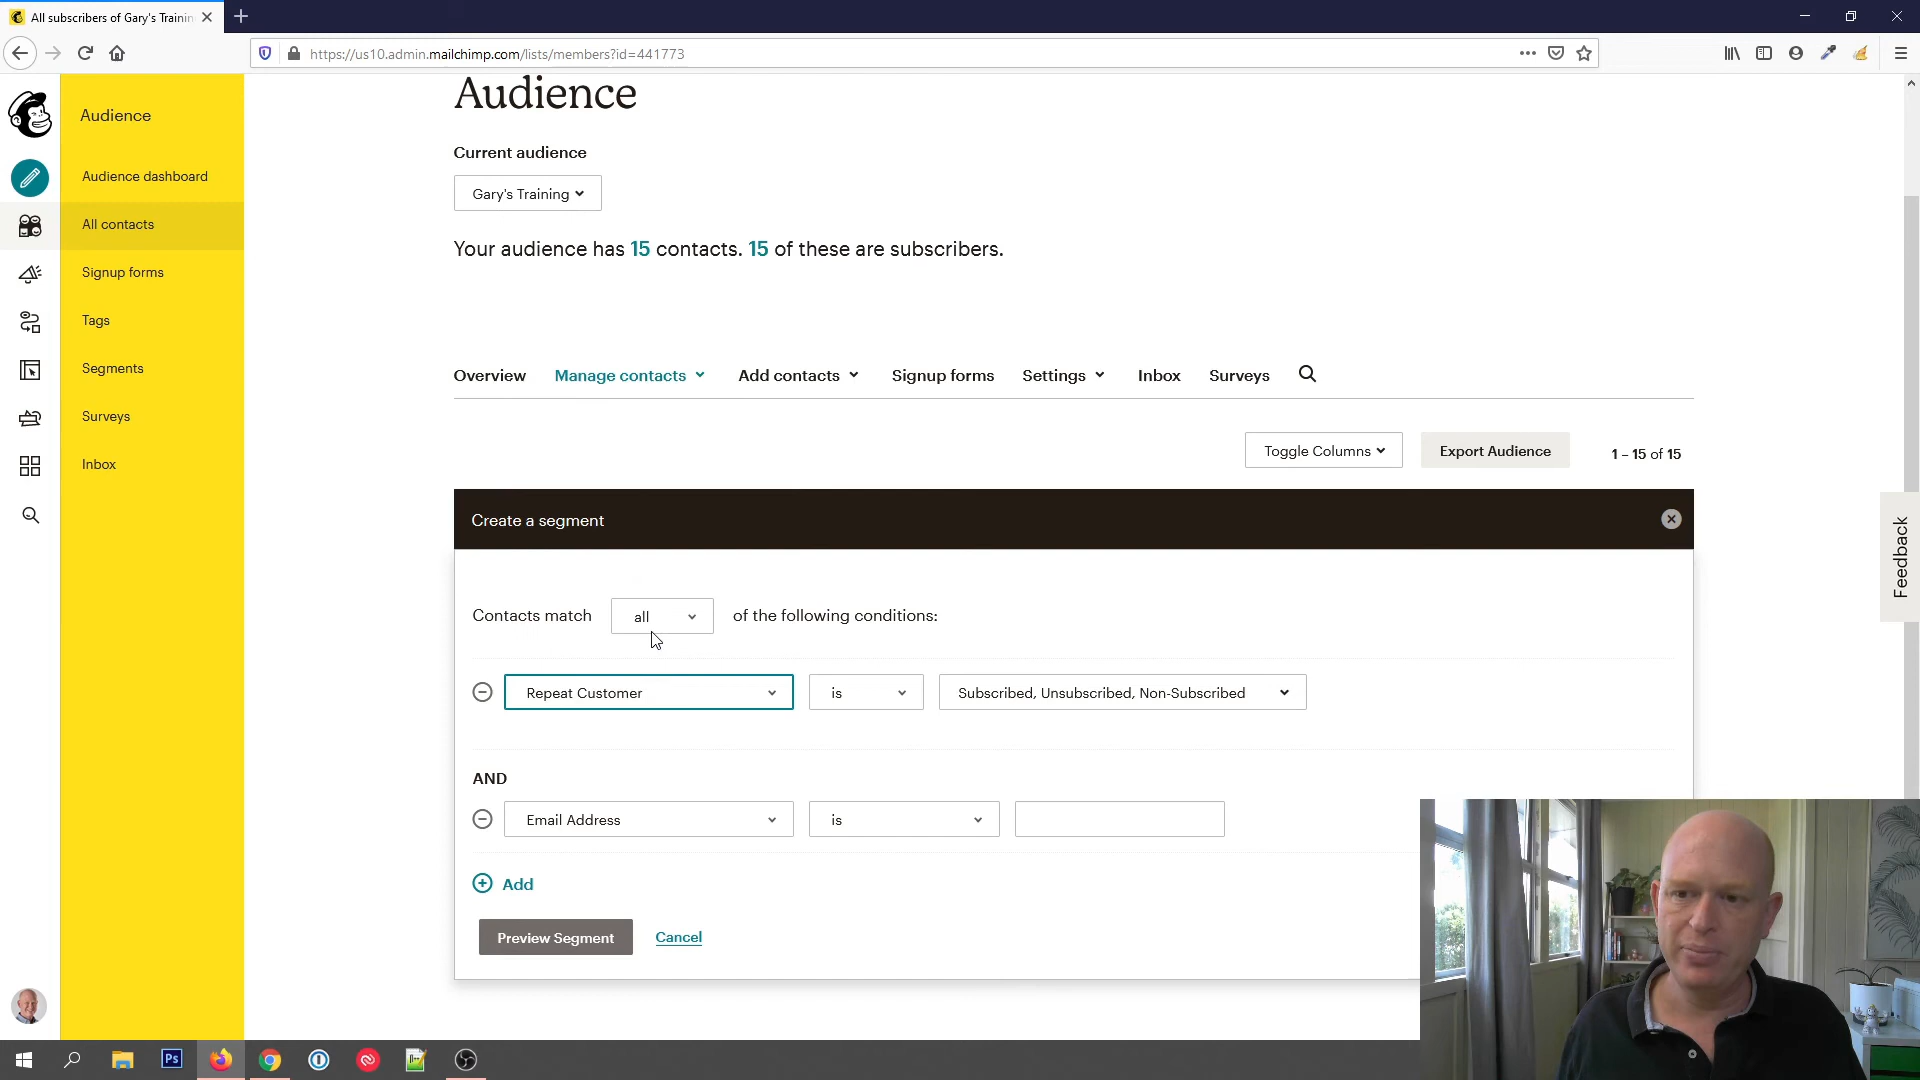 All subscribers of Gary's Trainin
https://us10.admin.mailchimp.com/lists/members?id=441773
Audience
Audience dashboard
All contacts
Signup forms
Tags
Segments
Surveys
Inbox
Audience
Current audience
Gary's Training
Your audience has 15 contacts. 15 of these are subscribers.
Overview Manage contacts Add contacts Signup forms Settings Inbox Surveys
Toggle Columns Export Audience 1 – 15 of 15
Create a segment
Contacts match all of the following conditions:
Repeat Customer is Subscribed, Unsubscribed, Non-Subscribed
AND
Email Address is
Add
Preview Segment Cancel
Feedback
Ps